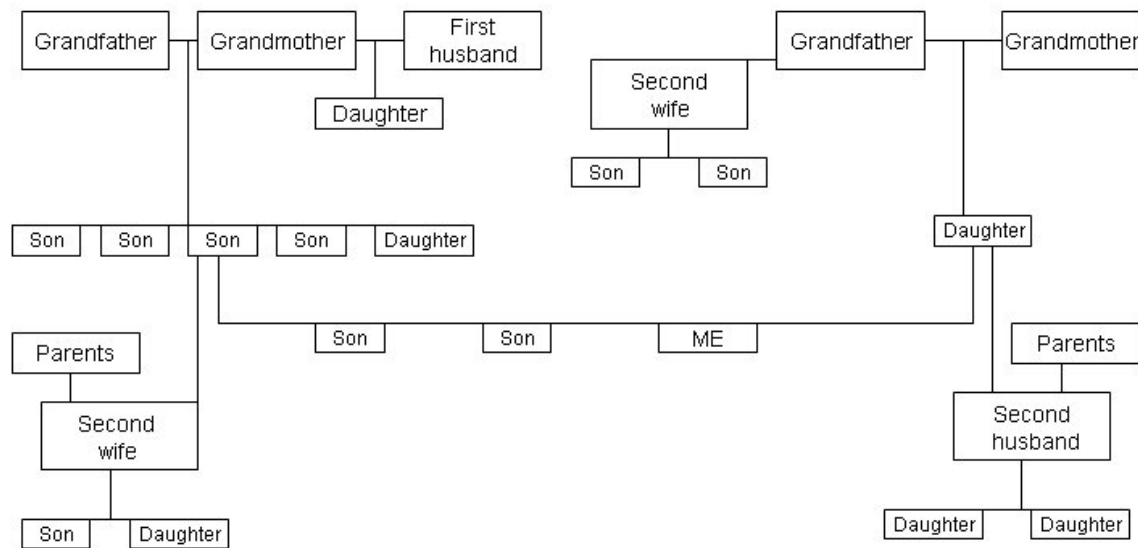 Grandfather
Grandmother
First
husband
Grandfather
Grandmother
Daughter
Second
wife
Son
Son
Son
Son
Son
Son
Daughter
Daughter
Son
Son
ME
Parents
Parents
Second
wife
Second
husband
Son
Daughter
Daughter
Daughter